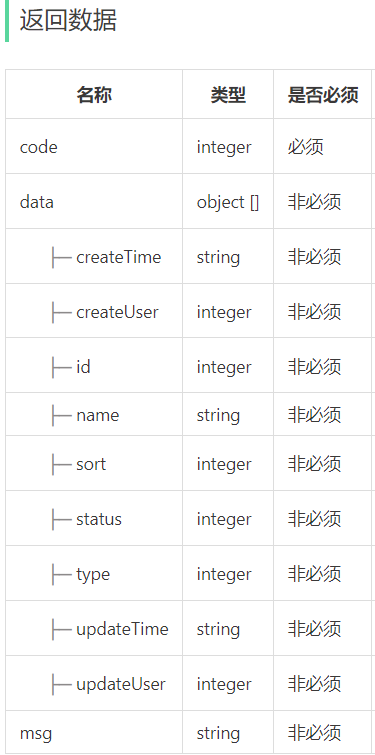 返回数据
名称 类型 是否必须
code integer 必须
data object [] 非必须
├─ createTime string 非必须
├─ createUser integer 非必须
├─ id integer 非必须
├─ name string 非必须
├─ sort integer 非必须
├─ status integer 非必须
├─ type integer 非必须
├─ updateTime string 非必须
├─ updateUser integer 非必须
msg string 非必须